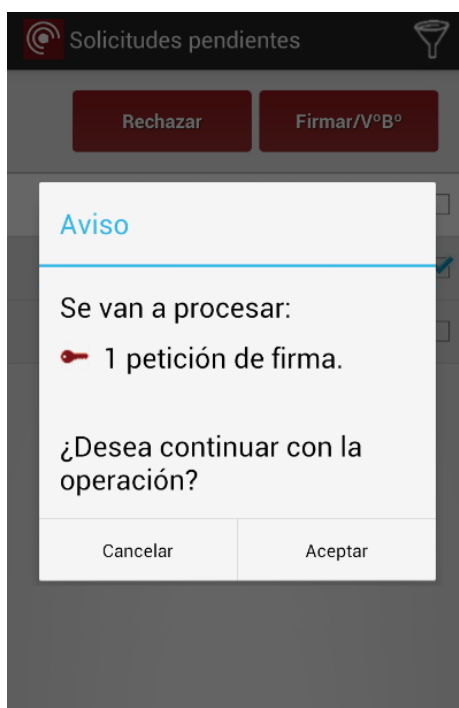 Solicitudes pendientes
Rechazar
Firmar/VºBº
Aviso
Se van a procesar:
1 petición de firma.
¿Desea continuar con la
operación?
Cancelar
Aceptar